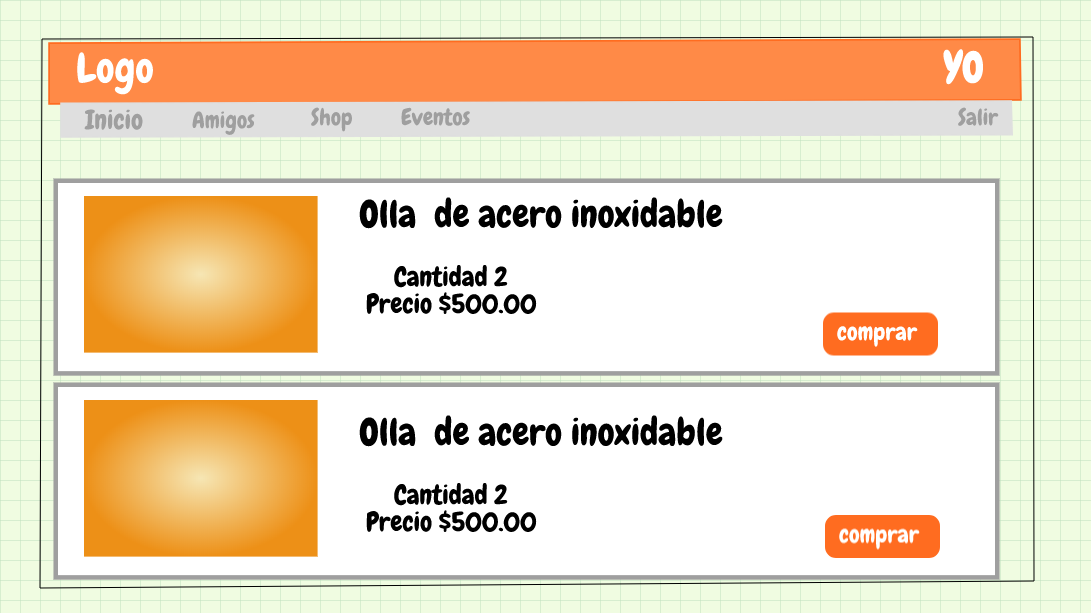 Logo
YO
Inicio Amigos Shop Eventos Salir
Olla de acero inoxidable
Cantidad 2
Precio $500.00
comprar
Olla de acero inoxidable
Cantidad 2
Precio $500.00
comprar